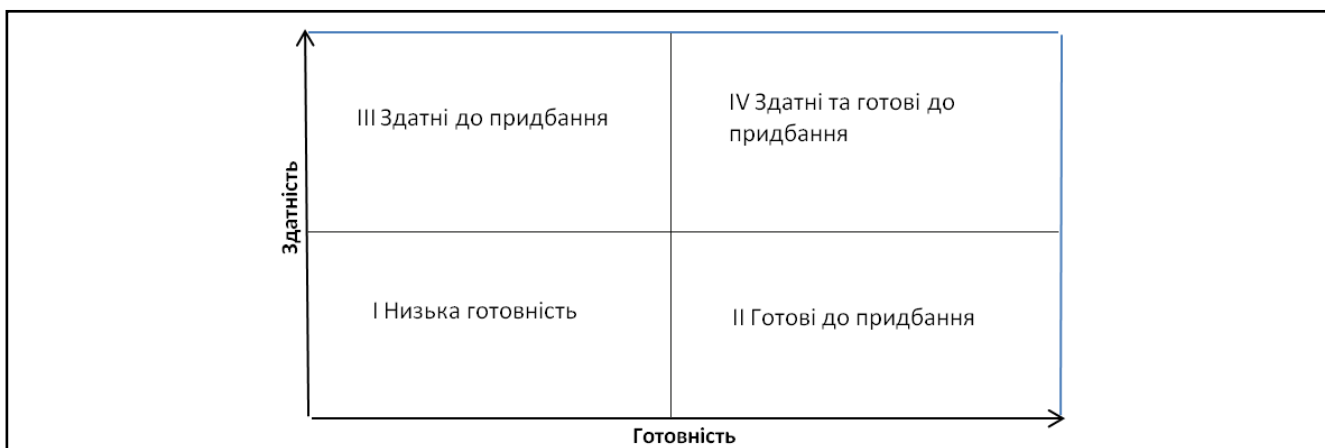 III Здатні до придбання
IV Здатні та готові до
придбання
Здатність
I Низька готовність
II Готові до придбання
Готовність